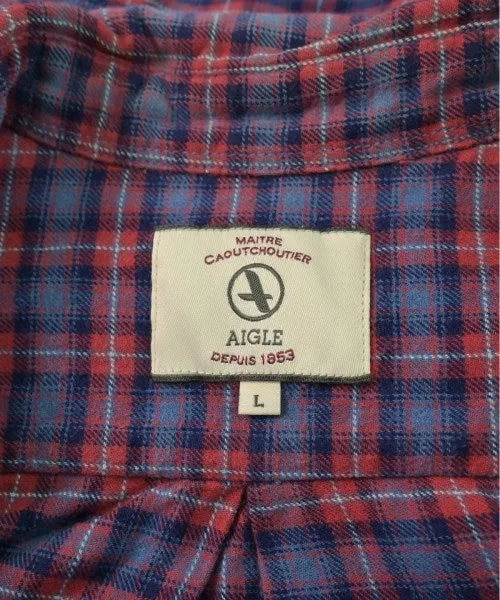 MAITRE
CAOUTCHOUTIER
AIGLE
DEPUIS 1853
L